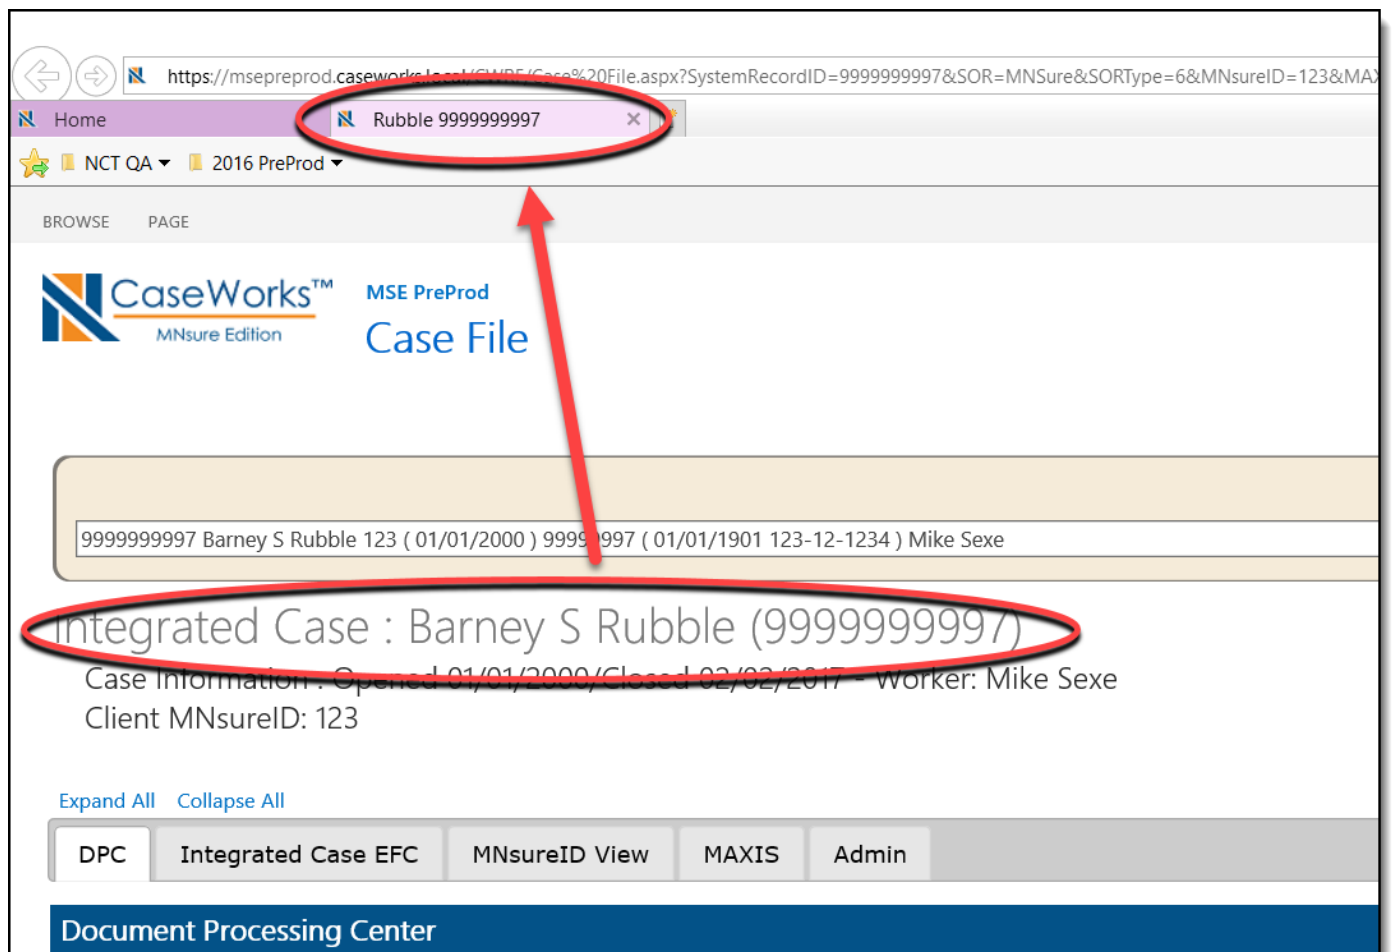 https://msepreprod.caseworks.local/CWRF/Case%20File.aspx?SystemRecordID=9999999997&SOR=MNSure&SORType=6&MNsureID=123&MAX
Home
Rubble 9999999997
NCT QA
2016 PreProd
BROWSE PAGE
CaseWorks™
MNsure Edition
MSE PreProd
Case File
9999999997 Barney S Rubble 123 ( 01/01/2000 ) 99999997 ( 01/01/1901 123-12-1234 ) Mike Sexe
Integrated Case : Barney S Rubble (9999999997)
Case Information : Opened 01/01/2000/Closed 02/02/2017 - Worker: Mike Sexe
Client MNsureID: 123
Expand All Collapse All
DPC Integrated Case EFC MNsureID View MAXIS Admin
Document Processing Center